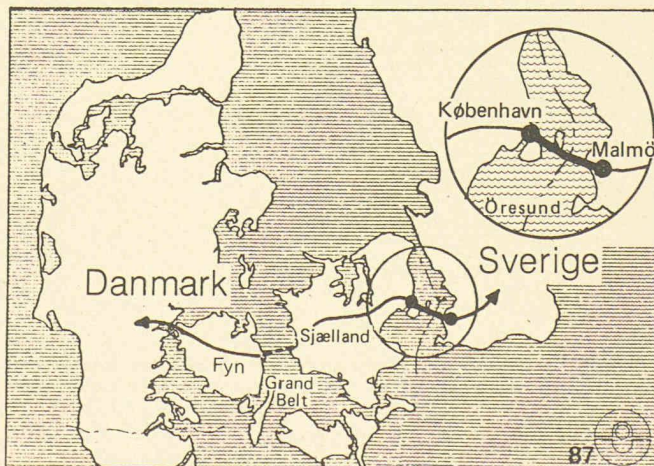 København
Malmö
Öresund
Danmark
Sverige
Sjælland
Fyn
Grand
Belt
87